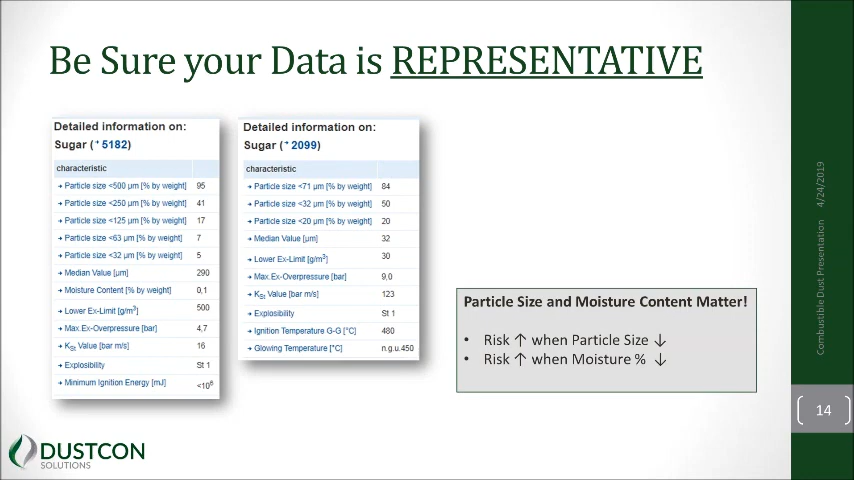 Be Sure your Data is REPRESENTATIVE
Detailed information on:
Sugar (➝ 5182)
characteristic
➝ Particle size <500 µm [% by weight] 95
➝ Particle size <250 µm [% by weight] 41
➝ Particle size <125 µm [% by weight] 17
➝ Particle size <63 µm [% by weight] 7
➝ Particle size <32 µm [% by weight] 5
➝ Median Value [µm] 290
➝ Moisture Content [% by weight] 0,1
➝ Lower Ex-Limit [g/m³] 500
➝ Max.Ex-Overpressure [bar] 4,7
➝ KSt Value [bar m/s] 16
➝ Explosibility St 1
➝ Minimum Ignition Energy [mJ] <10⁶
Detailed information on:
Sugar (➝ 2099)
characteristic
➝ Particle size <71 µm [% by weight] 84
➝ Particle size <32 µm [% by weight] 50
➝ Particle size <20 µm [% by weight] 20
➝ Median Value [µm] 32
➝ Lower Ex-Limit [g/m³] 30
➝ Max.Ex-Overpressure [bar] 9,0
➝ KSt Value [bar m/s] 123
➝ Explosibility St 1
➝ Ignition Temperature G-G [°C] 480
➝ Glowing Temperature [°C] n.g.u.450
Particle Size and Moisture Content Matter!
• Risk ↑ when Particle Size ↓
• Risk ↑ when Moisture % ↓
Combustible Dust Presentation 4/24/2019
14
DUSTCON
SOLUTIONS